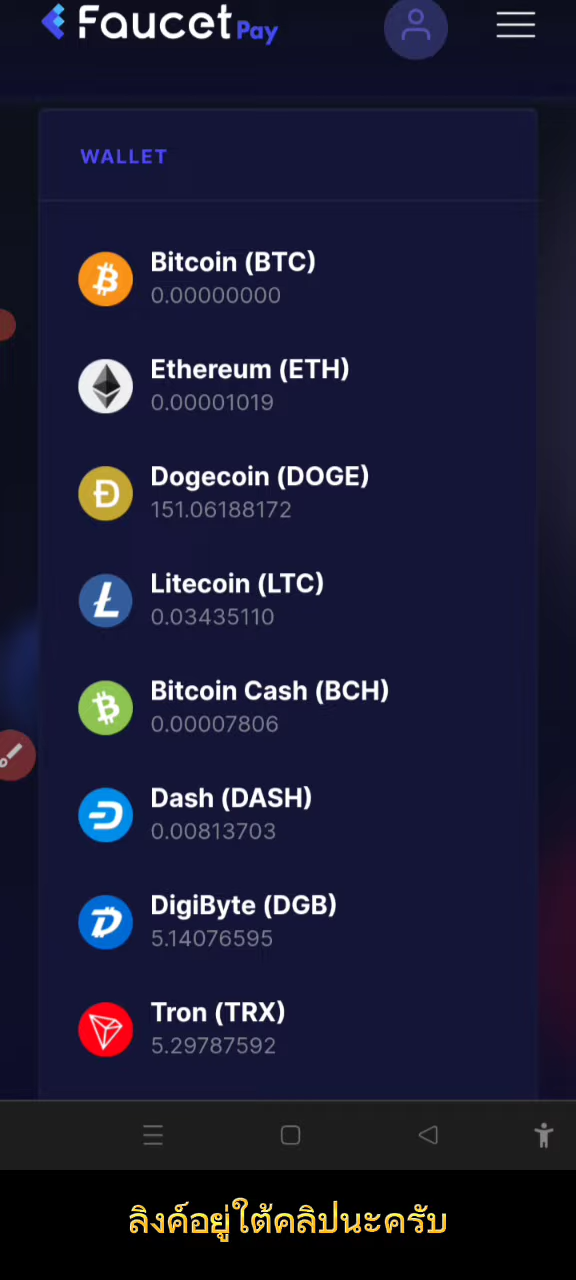 Faucet Pay
WALLET
Bitcoin (BTC)
0.00000000
Ethereum (ETH)
0.00001019
Dogecoin (DOGE)
151.06188172
Litecoin (LTC)
0.03435110
Bitcoin Cash (BCH)
0.00007806
Dash (DASH)
0.00813703
DigiByte (DGB)
5.14076595
Tron (TRX)
5.29787592
ลิงค์อยู่ใต้คลิปนะครับ